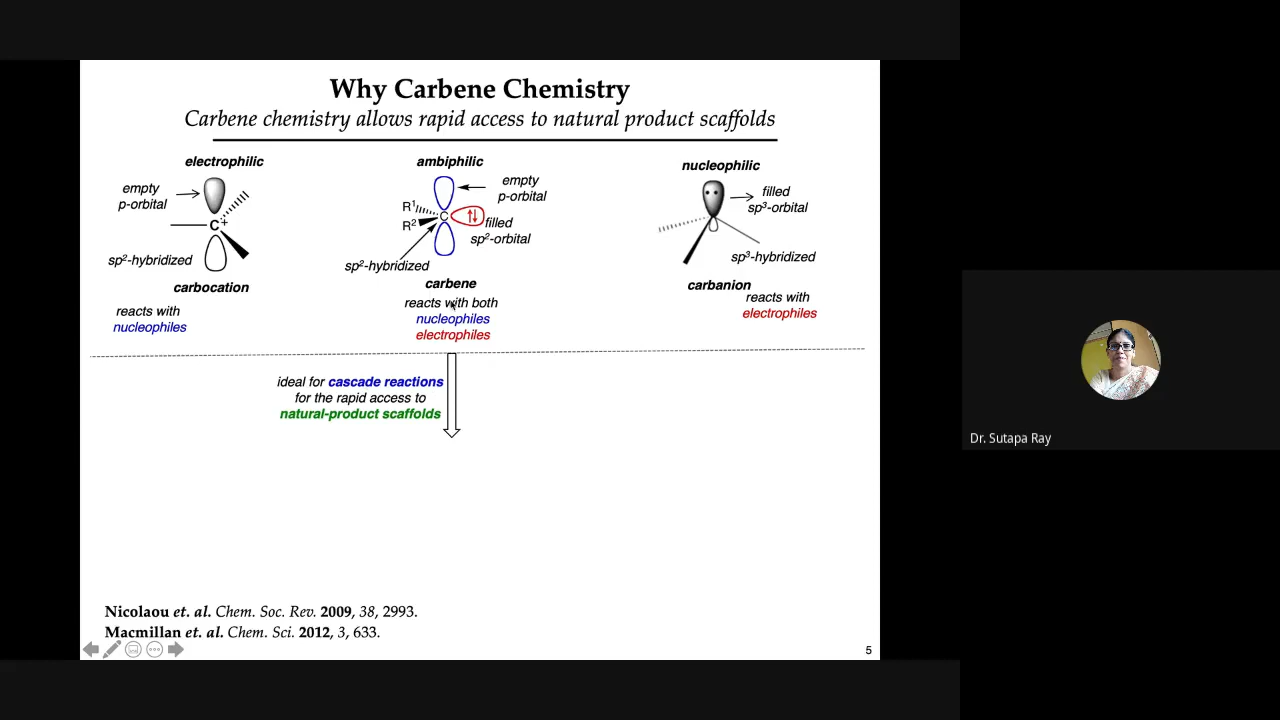 Why Carbene Chemistry
Carbene chemistry allows rapid access to natural product scaffolds
electrophilic
empty
p-orbital
C+
sp²-hybridized
carbocation
reacts with
nucleophiles
ambiphilic
empty
p-orbital
R¹
R²
C
filled
sp²-orbital
sp²-hybridized
carbene
reacts with both
nucleophiles
electrophiles
nucleophilic
filled
sp³-orbital
sp³-hybridized
carbanion
reacts with
electrophiles
ideal for cascade reactions
for the rapid access to
natural-product scaffolds
Nicolaou et. al. Chem. Soc. Rev. 2009, 38, 2993.
Macmillan et. al. Chem. Sci. 2012, 3, 633.
5
Dr. Sutapa Ray